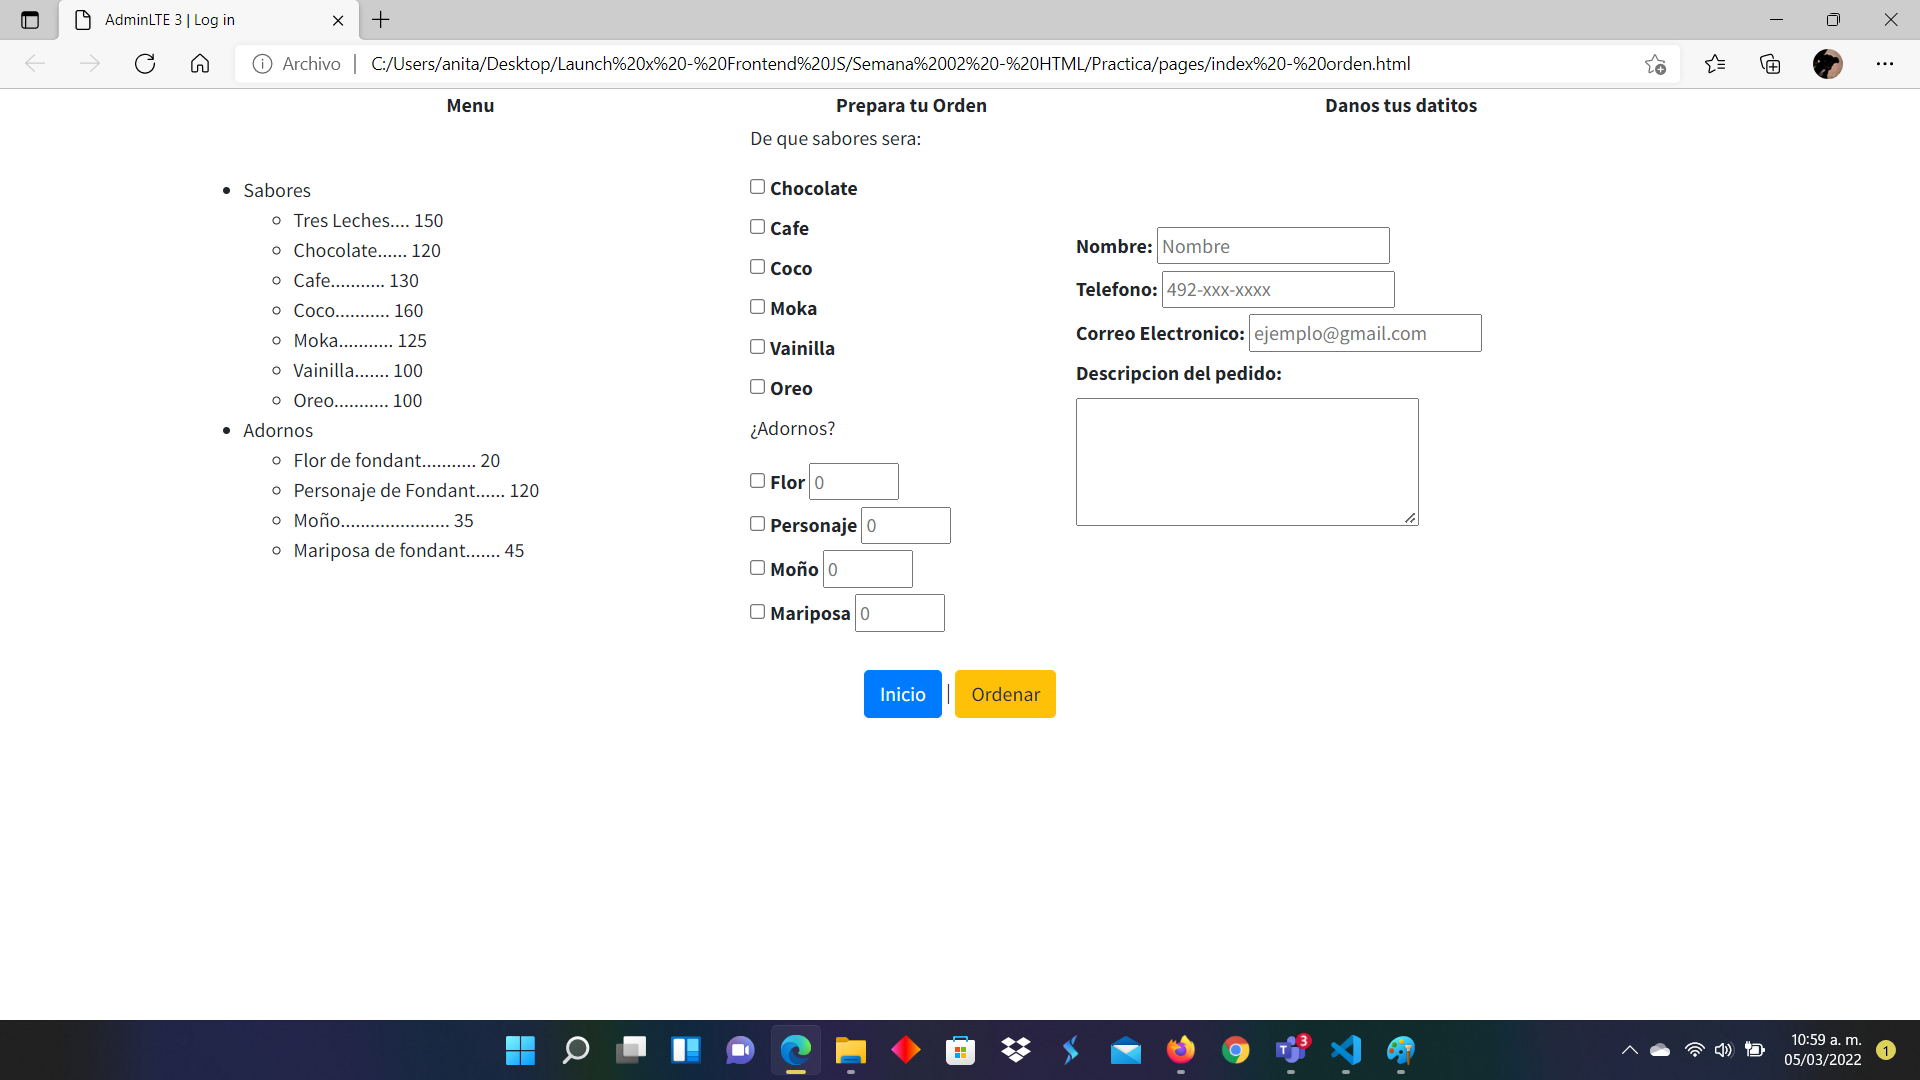 AdminLTE 3 | Log in
Archivo | C:/Users/anita/Desktop/Launch%20x%20-%20Frontend%20JS/Semana%2002%20-%20HTML/Practica/pages/index%20-%20orden.html
Menu
Sabores
Tres Leches.... 150
Chocolate...... 120
Cafe........... 130
Coco........... 160
Moka........... 125
Vainilla....... 100
Oreo........... 100
Adornos
Flor de fondant........... 20
Personaje de Fondant...... 120
Moño...................... 35
Mariposa de fondant....... 45
Prepara tu Orden
De que sabores sera:
Chocolate
Cafe
Coco
Moka
Vainilla
Oreo
¿Adornos?
Flor 0
Personaje 0
Moño 0
Mariposa 0
Danos tus datitos
Nombre: Nombre
Telefono: 492-xxx-xxxx
Correo Electronico: ejemplo@gmail.com
Descripcion del pedido:
Inicio | Ordenar
3
10:59 a. m.
05/03/2022
1